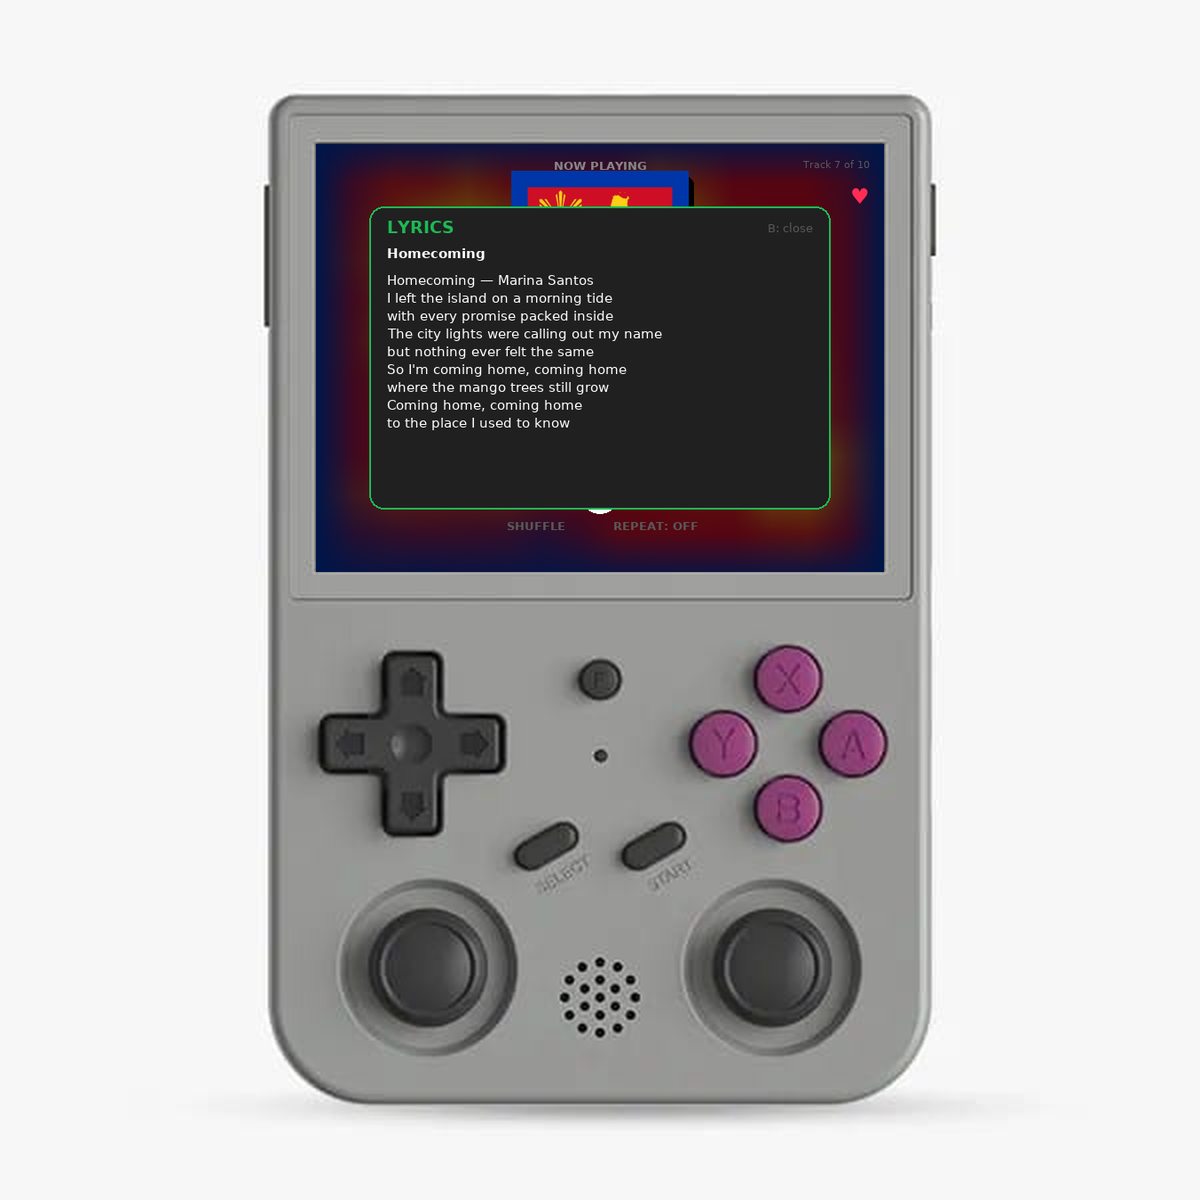 NOW PLAYING
Track 7 of 10
LYRICS
B: close
Homecoming
Homecoming — Marina Santos
I left the island on a morning tide
with every promise packed inside
The city lights were calling out my name
but nothing ever felt the same
So I'm coming home, coming home
where the mango trees still grow
Coming home, coming home
to the place I used to know
SHUFFLE
REPEAT: OFF
F
X
Y
A
B
SELECT
START